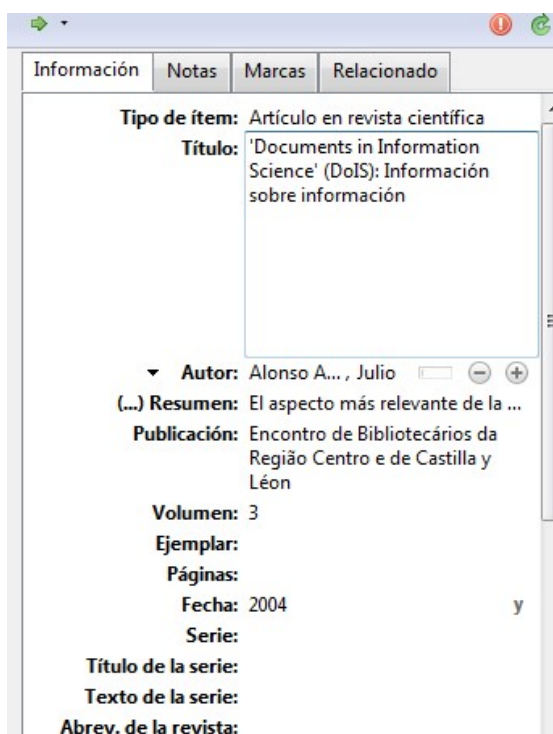 Información Notas Marcas Relacionado
Tipo de ítem: Artículo en revista científica
Título: 'Documents in Information
Science' (DoIS): Información
sobre información
Autor: Alonso A... , Julio
(...) Resumen: El aspecto más relevante de la ...
Publicación: Encontro de Bibliotecários da
Região Centro e de Castilla y
Léon
Volumen: 3
Ejemplar:
Páginas:
Fecha: 2004 y
Serie:
Título de la serie:
Texto de la serie:
Abrev. de la revista: